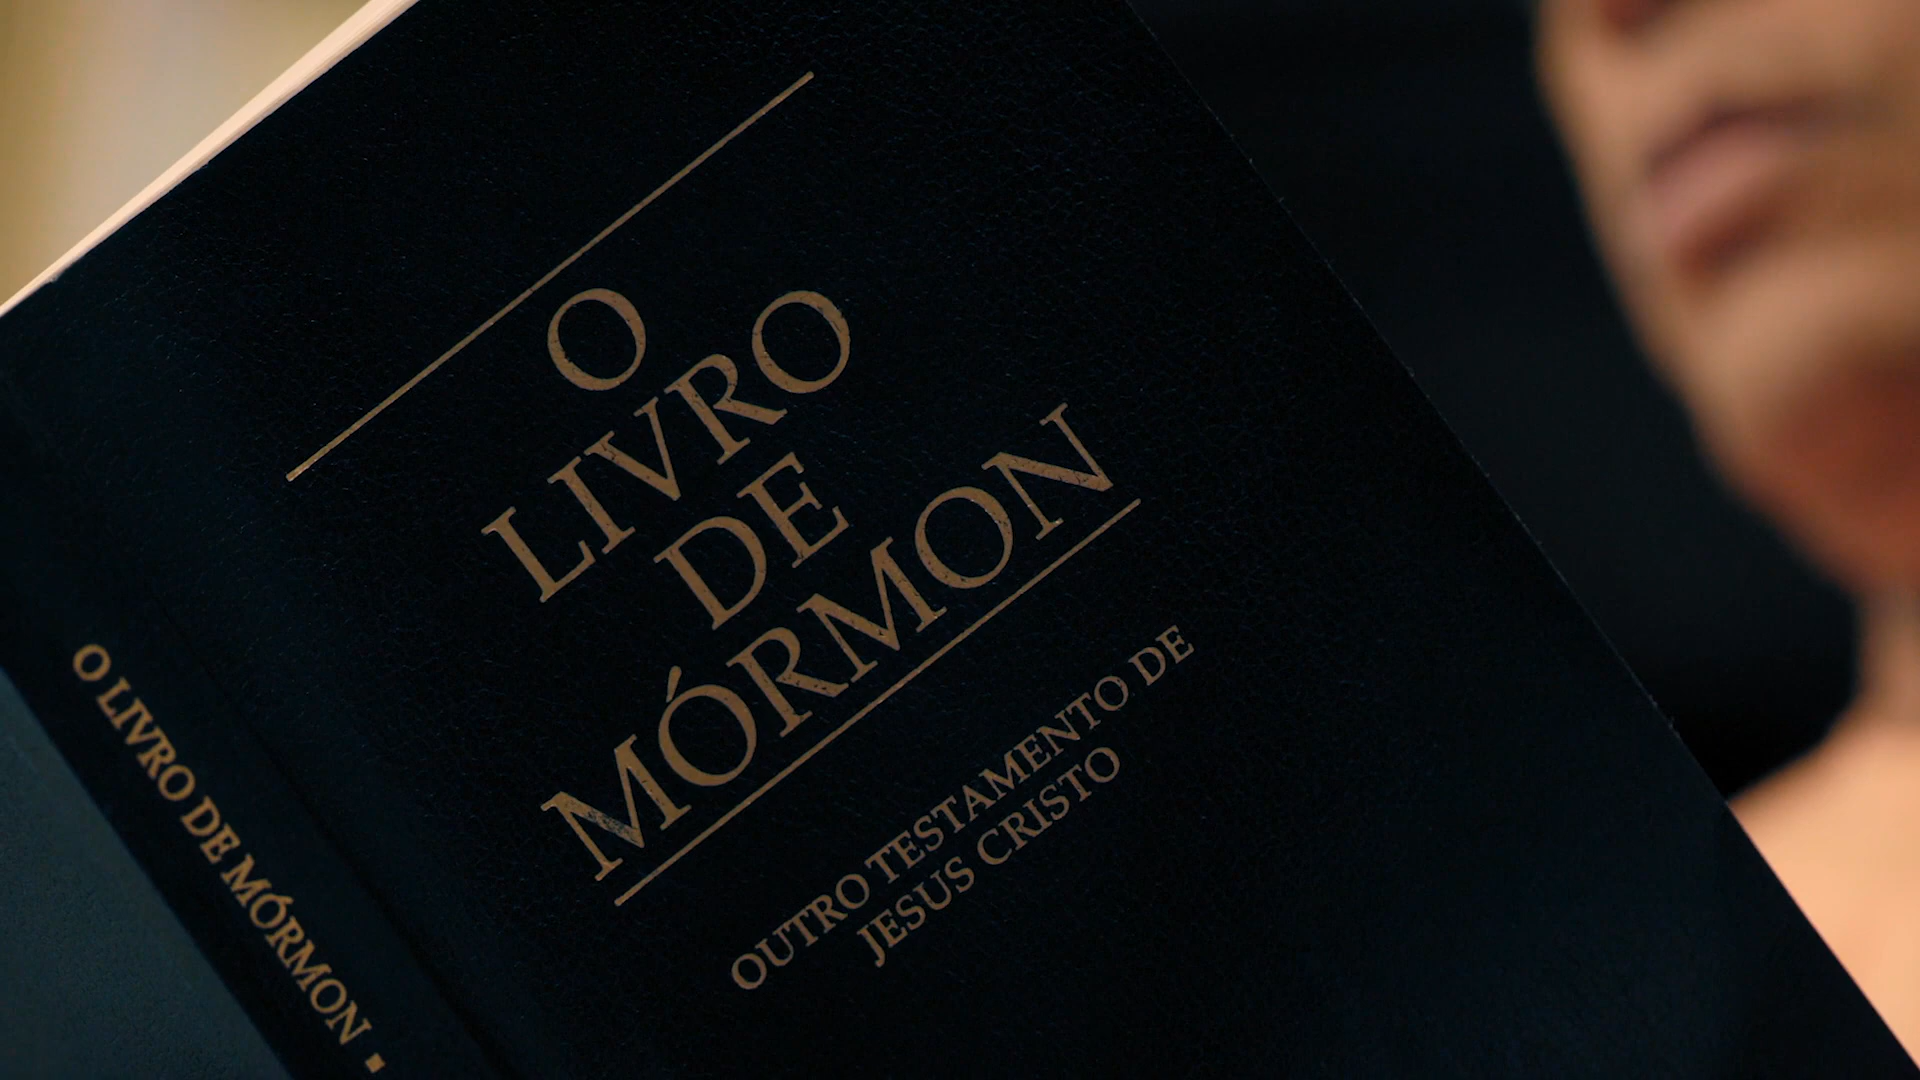 O
LIVRO
DE
MÓRMON
OUTRO TESTAMENTO DE
JESUS CRISTO
O LIVRO DE MÓRMON ▪